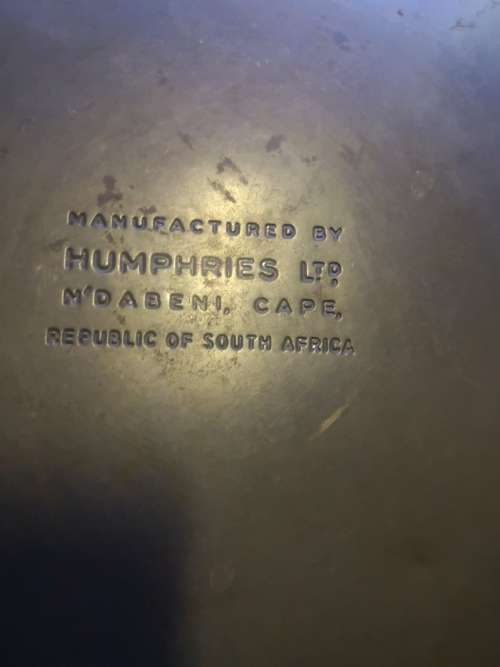 MANUFACTURED BY
HUMPHRIES LTD
M'DABENI, CAPE,
REPUBLIC OF SOUTH AFRICA